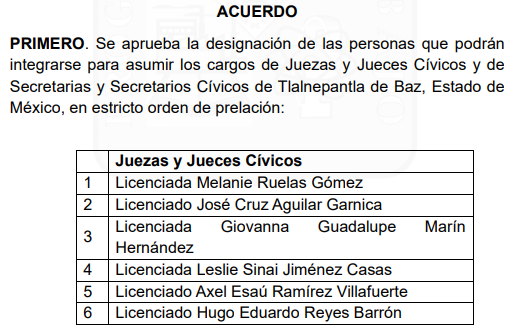 ACUERDO
PRIMERO. Se aprueba la designación de las personas que podrán
integrarse para asumir los cargos de Juezas y Jueces Cívicos y de
Secretarias y Secretarios Cívicos de Tlalnepantla de Baz, Estado de
México, en estricto orden de prelación:
Juezas y Jueces Cívicos
1 Licenciada Melanie Ruelas Gómez
2 Licenciado José Cruz Aguilar Garnica
3 Licenciada Giovanna Guadalupe Marín
Hernández
4 Licenciada Leslie Sinai Jiménez Casas
5 Licenciado Axel Esaú Ramírez Villafuerte
6 Licenciado Hugo Eduardo Reyes Barrón